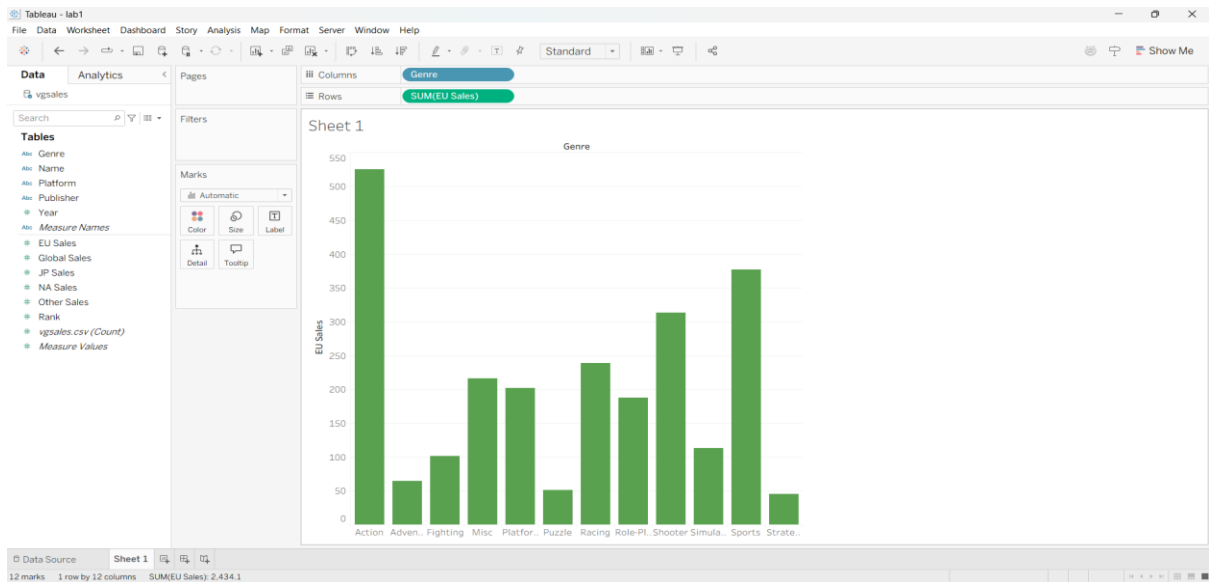 Tableau - lab1
File Data Worksheet Dashboard Story Analysis Map Format Server Window Help
Standard
Show Me
Data Analytics
vgsales
Search
Tables
Abc Genre
Abc Name
Abc Platform
Abc Publisher
# Year
Abc Measure Names
# EU Sales
# Global Sales
# JP Sales
# NA Sales
# Other Sales
# Rank
# vgsales.csv (Count)
# Measure Values
Pages
Filters
Marks
Automatic
Color Size Label
Detail Tooltip
Columns Genre
Rows SUM(EU Sales)
Sheet 1
Genre
550
500
450
400
350
300
250
200
150
100
50
0
EU Sales
Action Adven.. Fighting Misc Platfor.. Puzzle Racing Role-Pl.. Shooter Simula.. Sports Strate..
Data Source Sheet 1
12 marks 1 row by 12 columns SUM(EU Sales): 2,434.1